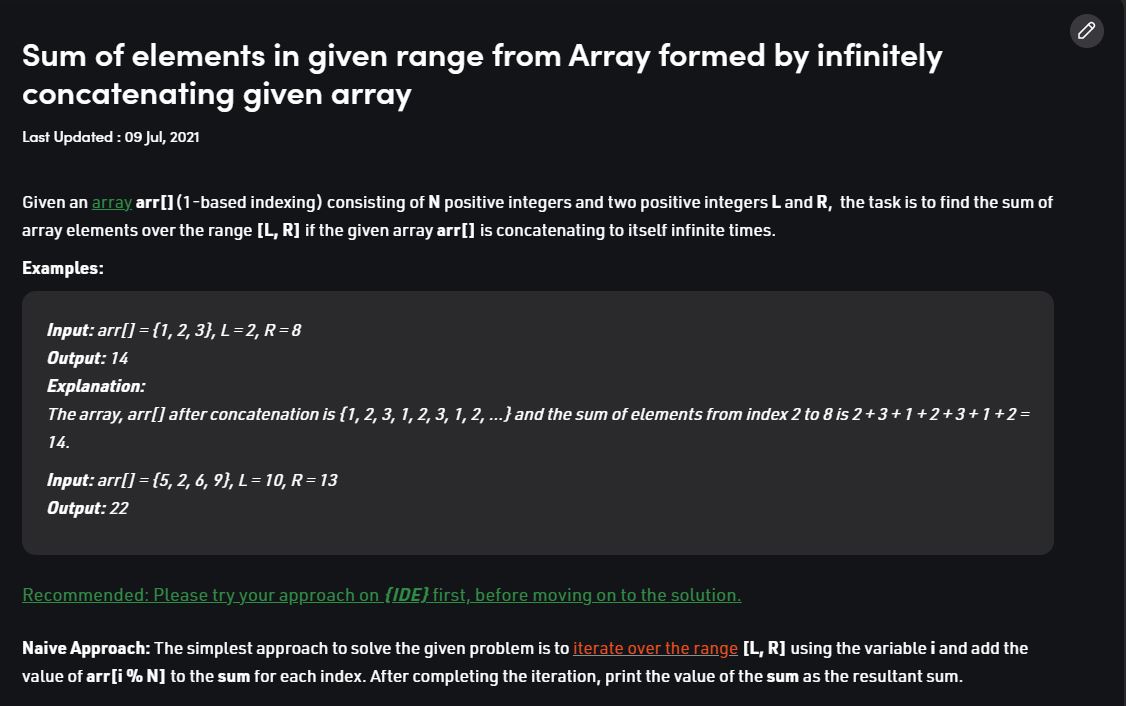 Sum of elements in given range from Array formed by infinitely
concatenating given array
Last Updated : 09 Jul, 2021
Given an array arr[] (1-based indexing) consisting of N positive integers and two positive integers L and R,  the task is to find the sum of
array elements over the range [L, R] if the given array arr[] is concatenating to itself infinite times.
Examples:
Input: arr[] = {1, 2, 3}, L = 2, R = 8
Output: 14
Explanation:
The array, arr[] after concatenation is {1, 2, 3, 1, 2, 3, 1, 2, ...} and the sum of elements from index 2 to 8 is 2 + 3 + 1 + 2 + 3 + 1 + 2 =
14.
Input: arr[] = {5, 2, 6, 9}, L = 10, R = 13
Output: 22
Recommended: Please try your approach on {IDE} first, before moving on to the solution.
Naive Approach: The simplest approach to solve the given problem is to iterate over the range [L, R] using the variable i and add the
value of arr[i % N] to the sum for each index. After completing the iteration, print the value of the sum as the resultant sum.